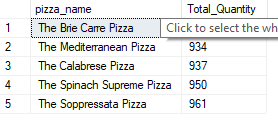 pizza_name Total_Quantity
1 The Brie Carre Pizza Click to select the wh
2 The Mediterranean Pizza 934
3 The Calabrese Pizza 937
4 The Spinach Supreme Pizza 950
5 The Soppressata Pizza 961